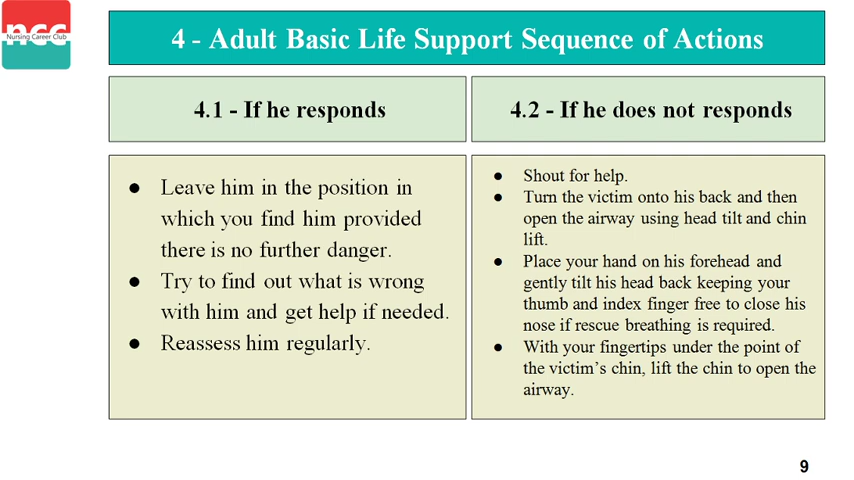 ncc
Nursing Career Club
4 - Adult Basic Life Support Sequence of Actions
4.1 - If he responds
4.2 - If he does not responds
● Leave him in the position in
which you find him provided
there is no further danger.
● Try to find out what is wrong
with him and get help if needed.
● Reassess him regularly.
● Shout for help.
● Turn the victim onto his back and then
open the airway using head tilt and chin
lift.
● Place your hand on his forehead and
gently tilt his head back keeping your
thumb and index finger free to close his
nose if rescue breathing is required.
● With your fingertips under the point of
the victim’s chin, lift the chin to open the
airway.
9